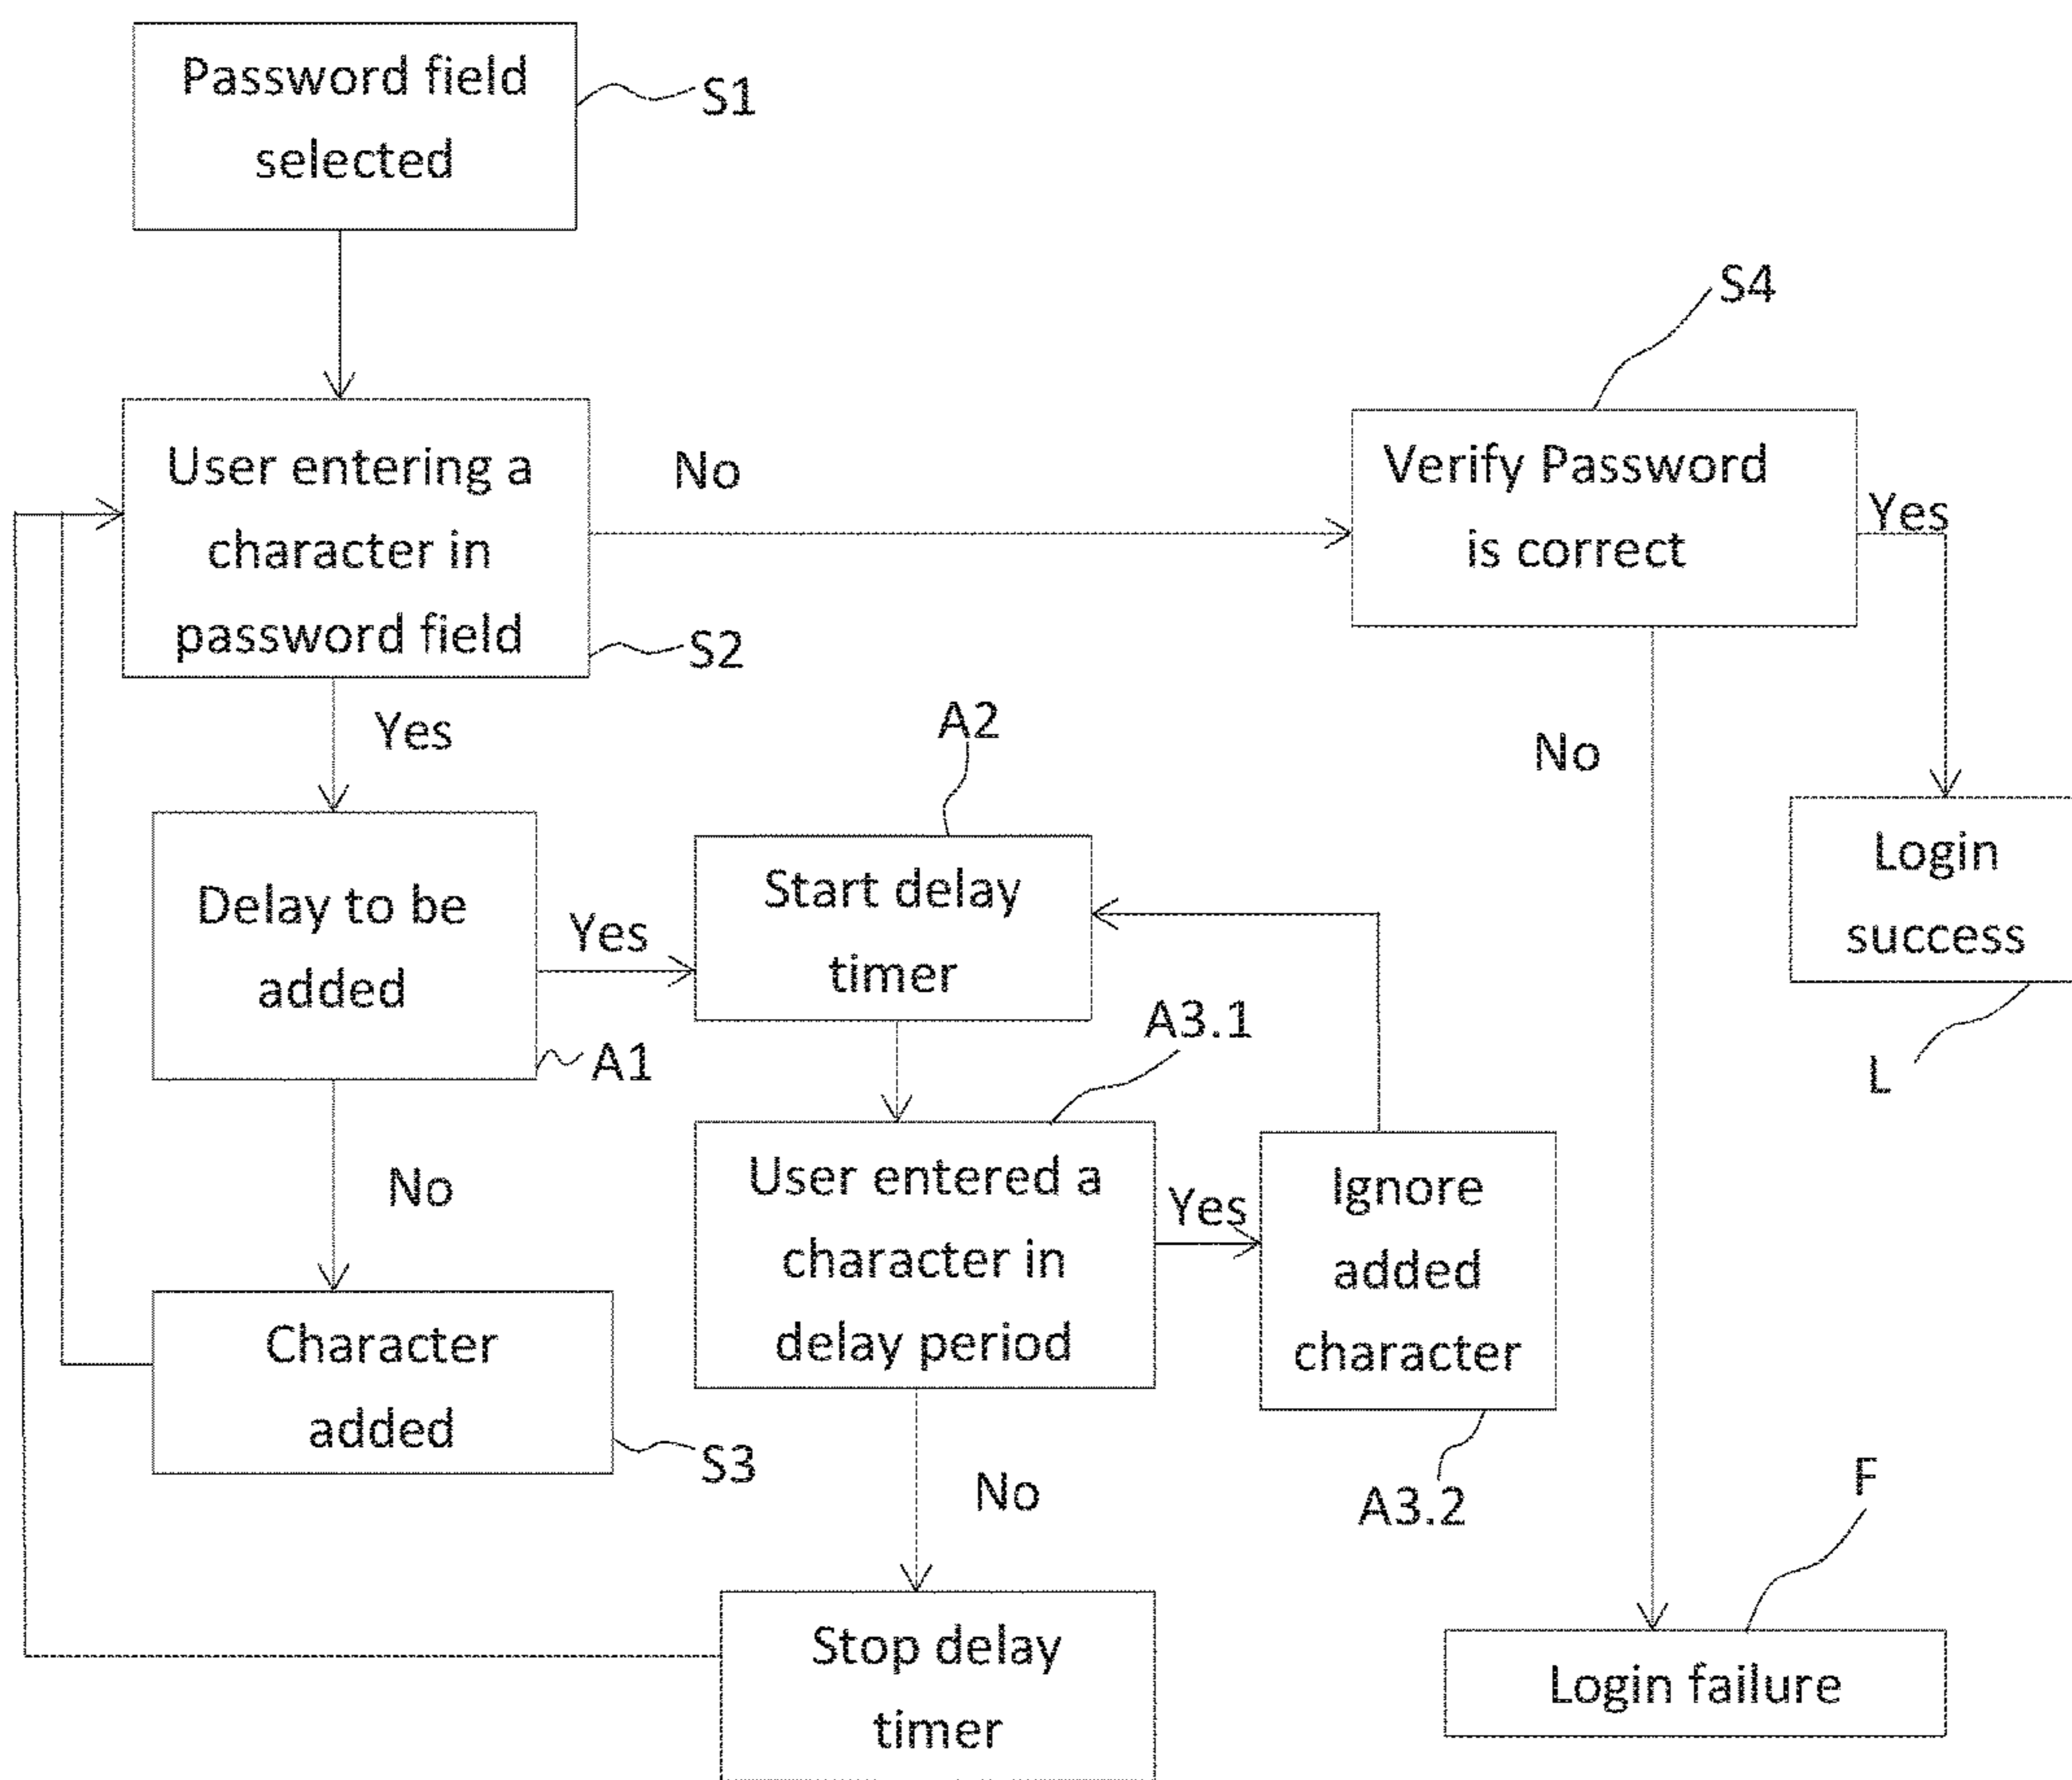 Password field
selected
S1
S4
User entering a
character in
password field
S2
No
Verify Password
is correct
Yes
Yes
A2
No
Delay to be
added
A1
Yes
Start delay
timer
Login
success
L
A3.1
No
User entered a
character in
delay period
Yes
Ignore
added
character
A3.2
Character
added
S3
No
F
Stop delay
timer
Login failure